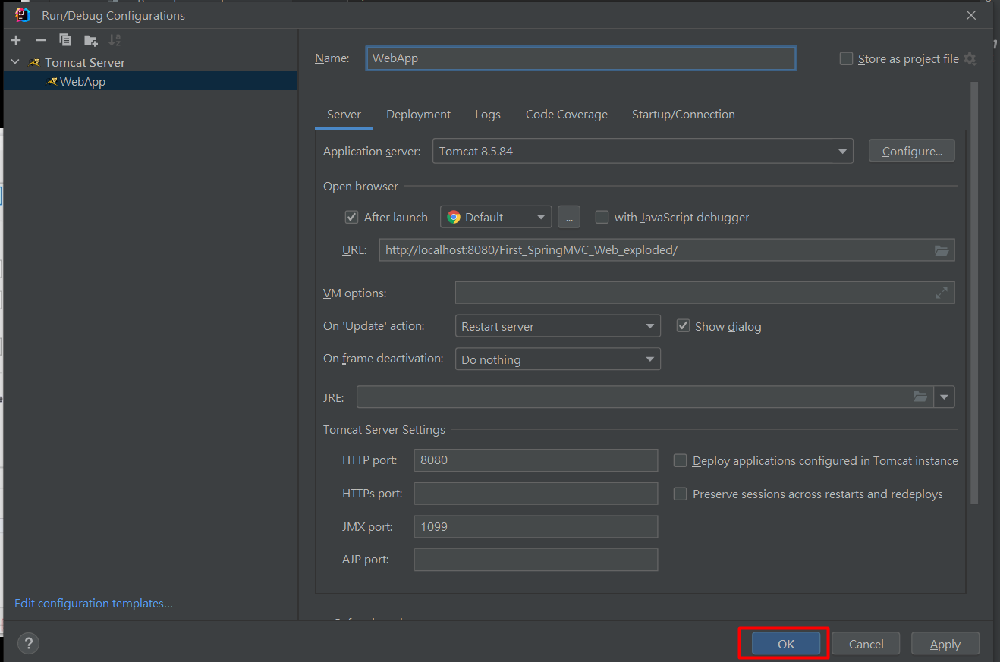 Run/Debug Configurations
Tomcat Server
WebApp
Edit configuration templates...
Name: WebApp
Store as project file
Server Deployment Logs Code Coverage Startup/Connection
Application server: Tomcat 8.5.84 Configure...
Open browser
After launch Default ... with JavaScript debugger
URL: http://localhost:8080/First_SpringMVC_Web_exploded/
VM options:
On 'Update' action: Restart server Show dialog
On frame deactivation: Do nothing
JRE:
Tomcat Server Settings
HTTP port: 8080 Deploy applications configured in Tomcat instance
HTTPs port: Preserve sessions across restarts and redeploys
JMX port: 1099
AJP port:
? OK Cancel Apply